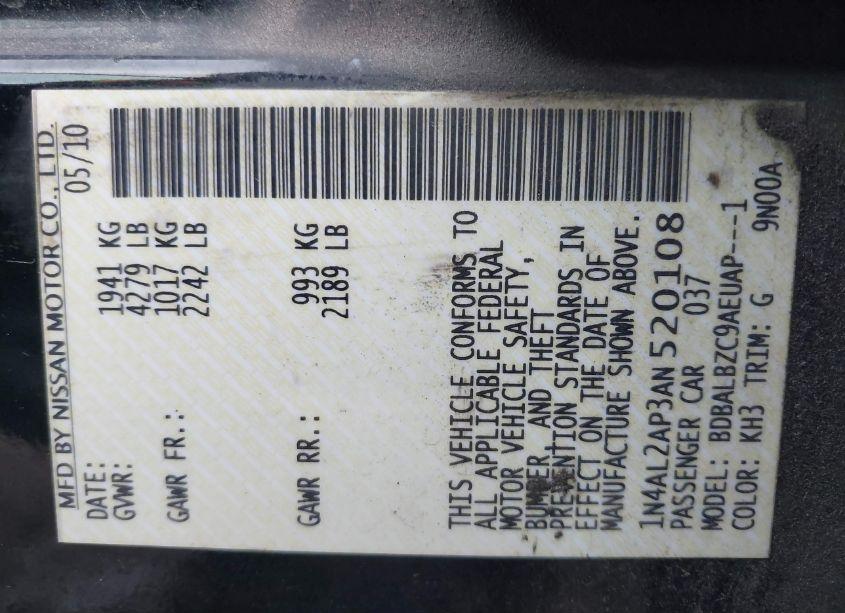 MFD BY NISSAN MOTOR CO., LTD.
DATE: 05/10
GVWR: 1941 KG
4279 LB
GAWR FR.: 1017 KG
2242 LB
GAWR RR.: 993 KG
2189 LB
THIS VEHICLE CONFORMS TO
ALL APPLICABLE FEDERAL
MOTOR VEHICLE SAFETY,
BUMPER, AND THEFT
PREVENTION STANDARDS IN
EFFECT ON THE DATE OF
MANUFACTURE SHOWN ABOVE.
1N4AL2AP3AN520108
PASSENGER CAR 037
MODEL: BDBALBZC9AEUAP---1
COLOR: KH3 TRIM: G 9N00A